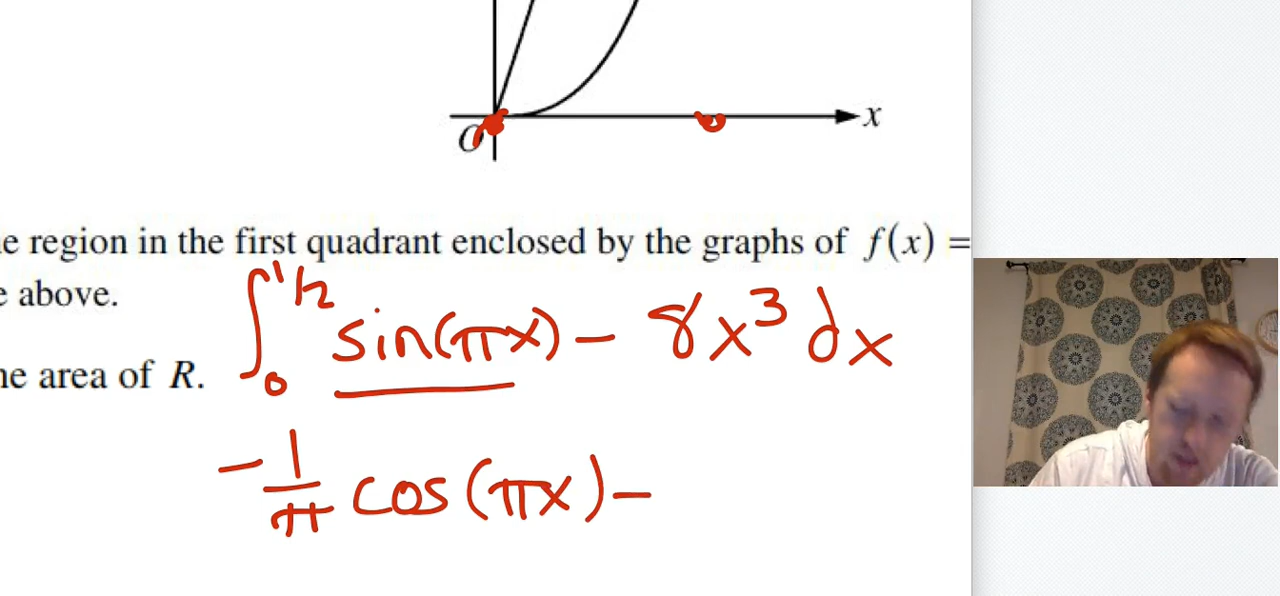 x
O
e region in the first quadrant enclosed by the graphs of f(x) =
e above.
∫₀^{1/2} sin(πx) − 8x³ dx
he area of R.
−1/π cos(πx) −